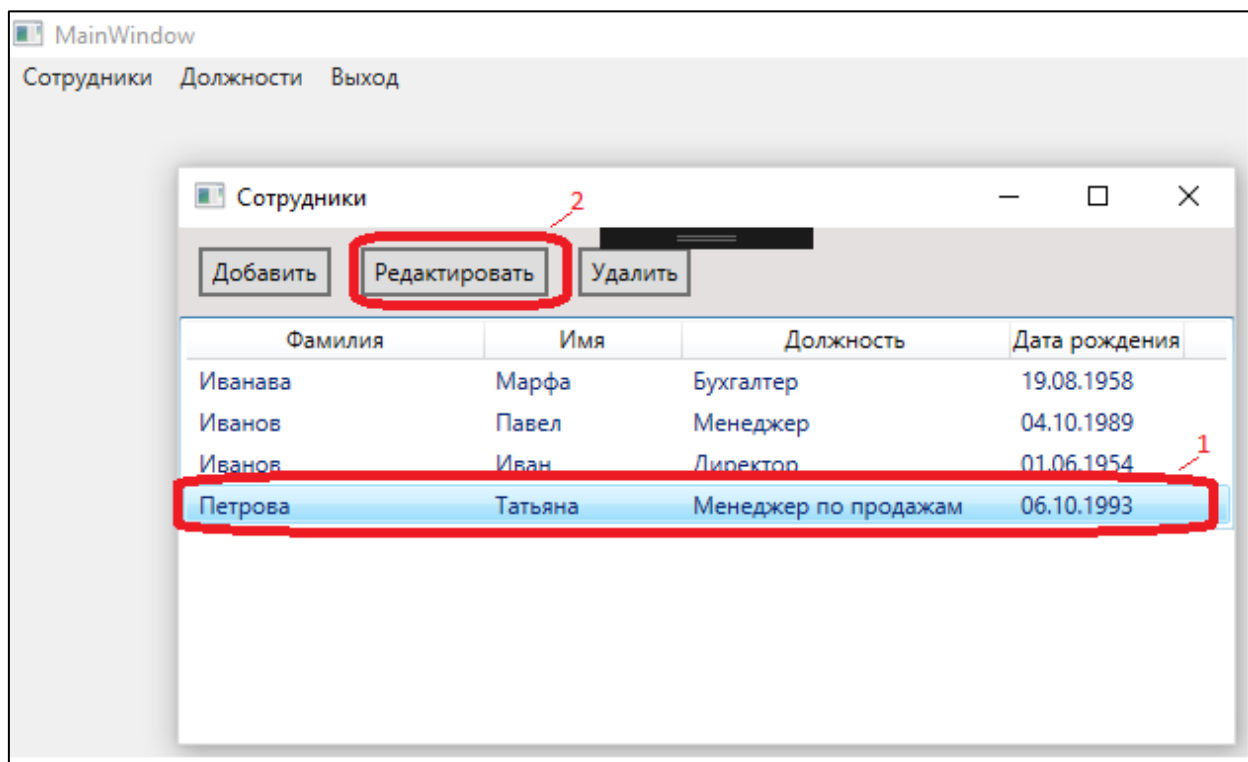 MainWindow
Сотрудники Должности Выход
Сотрудники
2
Добавить Редактировать Удалить
Фамилия Имя Должность Дата рождения
Иванава Марфа Бухгалтер 19.08.1958
Иванов Павел Менеджер 04.10.1989
Иванов Иван Директор 01.06.1954
1
Петрова Татьяна Менеджер по продажам 06.10.1993